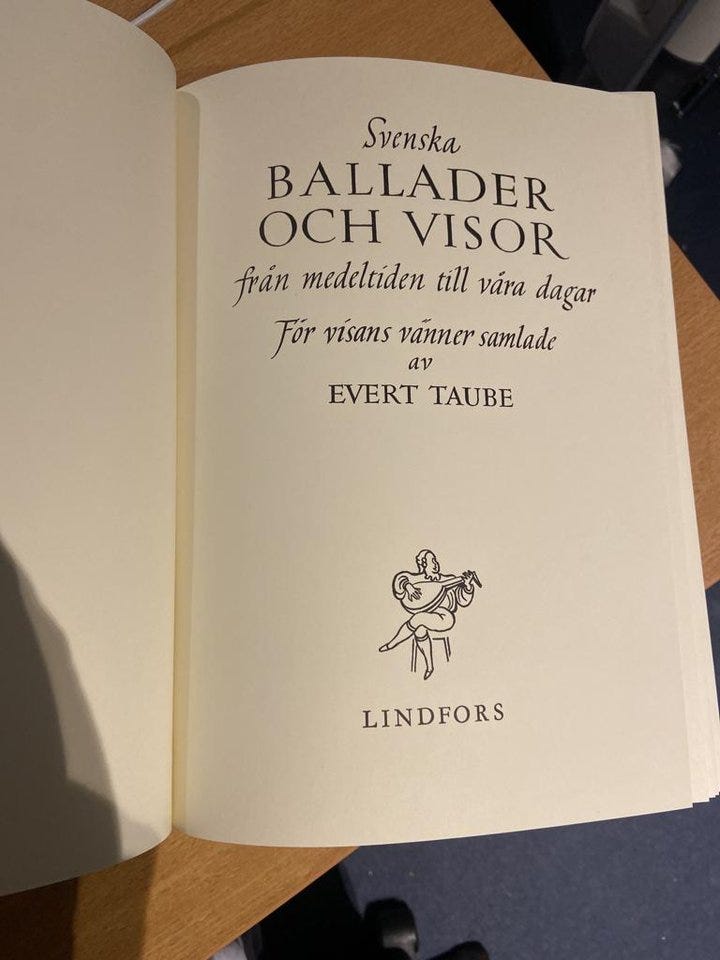 Svenska
BALLADER
OCH VISOR
från medeltiden till våra dagar
För visans vänner samlade
av
EVERT TAUBE
LINDFORS